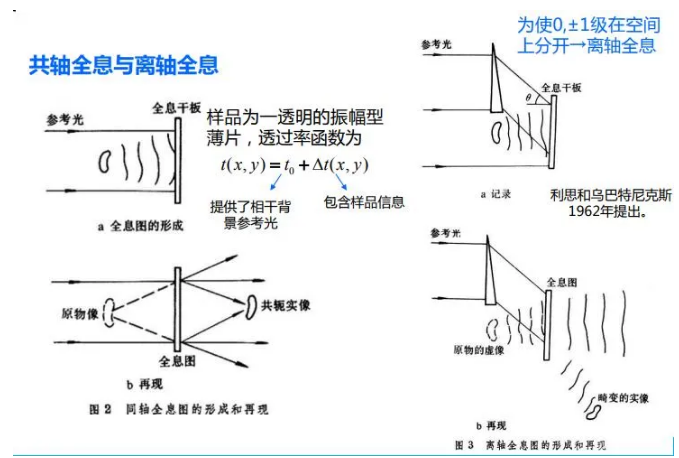 共轴全息与离轴全息
参考光
全息干板
a 全息图的形成
样品为一透明的振幅型
薄片，透过率函数为
t(x, y) = t₀ + Δt(x, y)
提供了相干背
景参考光
包含样品信息
原物像
共轭实像
全息图
b 再现
图 2 同轴全息图的形成和再现
为使0,±1级在空间
上分开→离轴全息
参考光
全息干板
θ
a 记录
利思和乌巴特尼克斯
1962年提出。
参考光
全息图
原物的虚像
畸变的实像
b 再现
图 3 离轴全息图的形成和再现